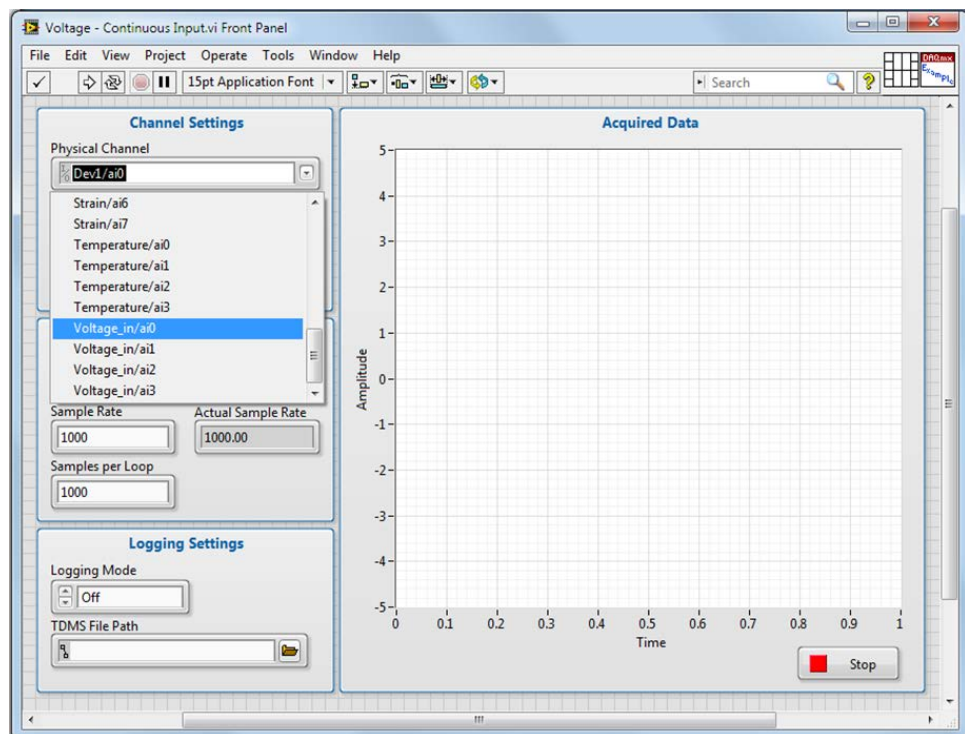 Voltage - Continuous Input.vi Front Panel
File Edit View Project Operate Tools Window Help
15pt Application Font
Search
DAQmx
Example
Channel Settings
Physical Channel
Dev1/ai0
Strain/ai6
Strain/ai7
Temperature/ai0
Temperature/ai1
Temperature/ai2
Temperature/ai3
Voltage_in/ai0
Voltage_in/ai1
Voltage_in/ai2
Voltage_in/ai3
Sample Rate Actual Sample Rate
1000 1000.00
Samples per Loop
1000
Logging Settings
Logging Mode
Off
TDMS File Path
Acquired Data
5
4
3
2
1
0
-1
-2
-3
-4
-5
Amplitude
0 0.1 0.2 0.3 0.4 0.5 0.6 0.7 0.8 0.9 1
Time
Stop